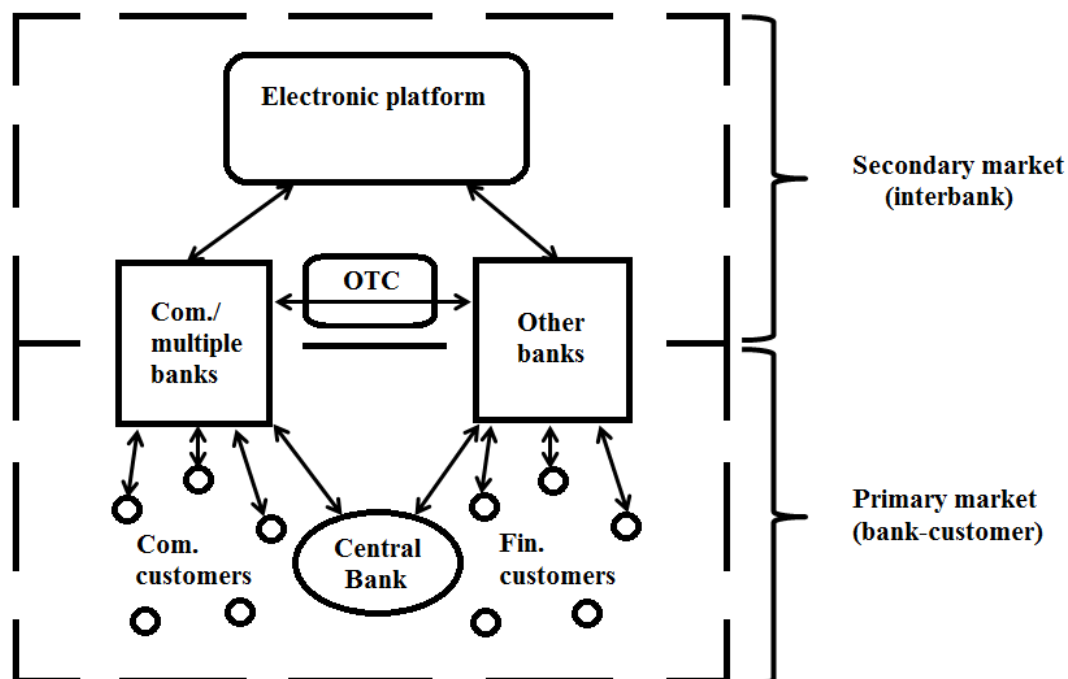 Electronic platform
Secondary market
(interbank)
OTC
Com./
multiple
banks
Other
banks
Primary market
(bank-customer)
Com.
customers
Central
Bank
Fin.
customers